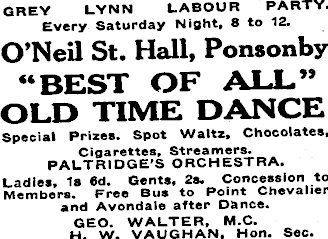 GREY LYNN LABOUR PARTY.
Every Saturday Night, 8 to 12.
O'Neil St. Hall, Ponsonby
"BEST OF ALL"
OLD TIME DANCE
Special Prizes. Spot Waltz, Chocolates,
Cigarettes, Streamers.
PALTRIDGE'S ORCHESTRA.
Ladies, 1s 6d. Gents, 2s. Concession to
Members. Free Bus to Point Chevalier
and Avondale after Dance.
GEO. WALTER, M.C.
H. W. VAUGHAN, Hon. Sec.